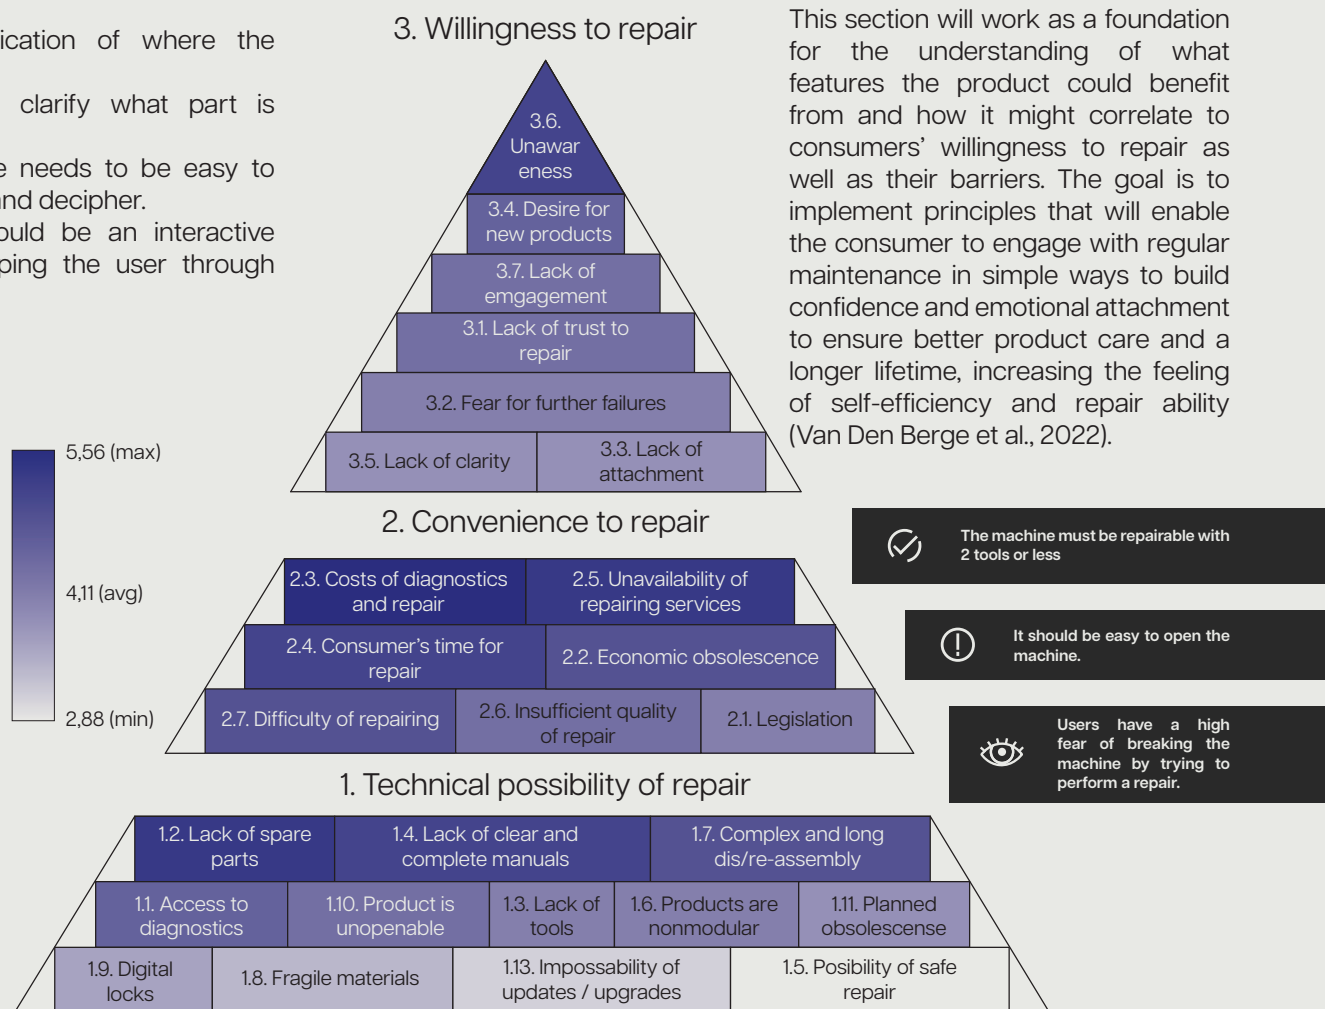 ication of where the
clarify what part is
e needs to be easy to
and decipher.
ould be an interactive
ping the user through
3. Willingness to repair
3.6.
Unawar
eness
3.4. Desire for
new products
3.7. Lack of
emgagement
3.1. Lack of trust to
repair
3.2. Fear for further failures
3.5. Lack of clarity
3.3. Lack of
attachment
This section will work as a foundation
for the understanding of what
features the product could benefit
from and how it might correlate to
consumers’ willingness to repair as
well as their barriers. The goal is to
implement principles that will enable
the consumer to engage with regular
maintenance in simple ways to build
confidence and emotional attachment
to ensure better product care and a
longer lifetime, increasing the feeling
of self-efficiency and repair ability
(Van Den Berge et al., 2022).
5,56 (max)
4,11 (avg)
2,88 (min)
2. Convenience to repair
2.3. Costs of diagnostics
and repair
2.5. Unavailability of
repairing services
2.4. Consumer’s time for
repair
2.2. Economic obsolescence
2.7. Difficulty of repairing
2.6. Insufficient quality
of repair
2.1. Legislation
The machine must be repairable with
2 tools or less
It should be easy to open the
machine.
Users have a high
fear of breaking the
machine by trying to
perform a repair.
1. Technical possibility of repair
1.2. Lack of spare
parts
1.4. Lack of clear and
complete manuals
1.7. Complex and long
dis/re-assembly
1.1. Access to
diagnostics
1.10. Product is
unopenable
1.3. Lack of
tools
1.6. Products are
nonmodular
1.11. Planned
obsolescense
1.9. Digital
locks
1.8. Fragile materials
1.13. Impossability of
updates / upgrades
1.5. Posibility of safe
repair